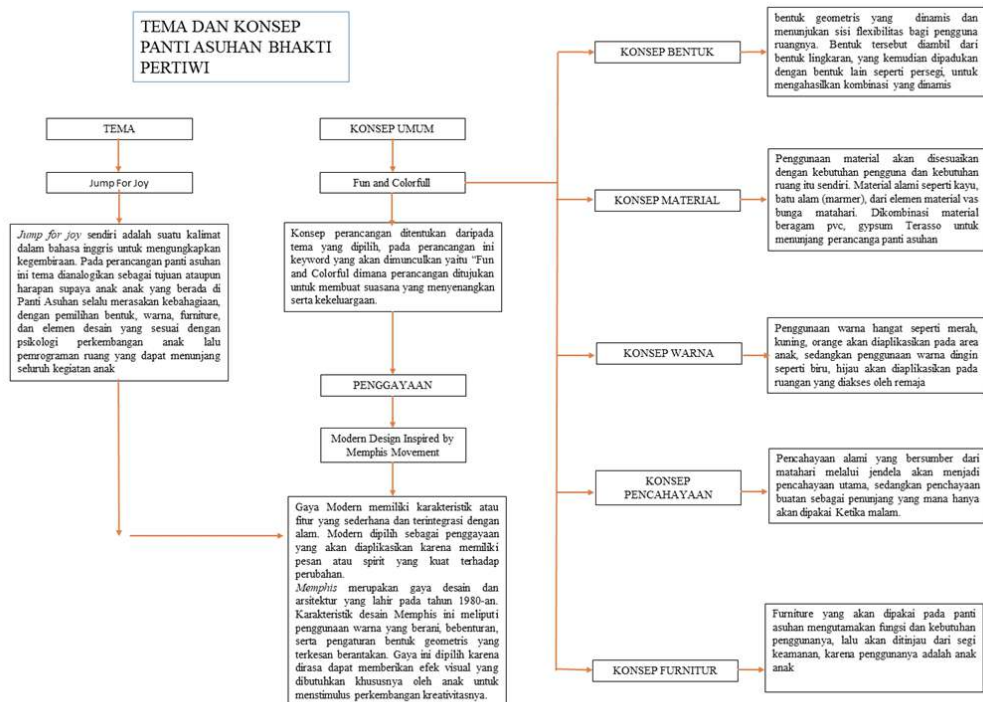 TEMA DAN KONSEP
PANTI ASUHAN BHAKTI
PERTIWI
TEMA
Jump For Joy
Jump for joy sendiri adalah suatu kalimat
dalam bahasa inggris untuk mengungkapkan
kegembiraan. Pada perancangan panti asuhan
ini tema dianalogikan sebagai tujuan ataupun
harapan supaya anak anak yang berada di
Panti Asuhan selalu merasakan kebahagiaan,
dengan pemilihan bentuk, warna, furniture,
dan elemen desain yang sesuai dengan
psikologi perkembangan anak lalu
pemrograman ruang yang dapat menunjang
seluruh kegiatan anak
KONSEP UMUM
Fun and Colorfull
Konsep perancangan ditentukan daripada
tema yang dipilih, pada perancangan ini
keyword yang akan dimunculkan yaitu “Fun
and Colorful dimana perancangan ditujukan
untuk membuat suasana yang menyenangkan
serta kekeluargaan.
PENGGAYAAN
Modern Design Inspired by
Memphis Movement
Gaya Modern memiliki karakteristik atau
fitur yang sederhana dan terintegrasi dengan
alam. Modern dipilih sebagai penggayaan
yang akan diaplikasikan karena memiliki
pesan atau spirit yang kuat terhadap
perubahan.
Memphis merupakan gaya desain dan
arsitektur yang lahir pada tahun 1980-an.
Karakteristik desain Memphis ini meliputi
penggunaan warna yang berani, bebenturan,
serta pengaturan bentuk geometris yang
terkesan berantakan. Gaya ini dipilih karena
dirasa dapat memberikan efek visual yang
dibutuhkan khususnya oleh anak untuk
menstimulus perkembangan kreativitasnya.
KONSEP BENTUK
bentuk geometris yang dinamis dan
menunjukan sisi flexibilitas bagi pengguna
ruangnya. Bentuk tersebut diambil dari
bentuk lingkaran, yang kemudian dipadukan
dengan bentuk lain seperti persegi, untuk
mengahasilkan kombinasi yang dinamis
KONSEP MATERIAL
Penggunaan material akan disesuaikan
dengan kebutuhan pengguna dan kebutuhan
ruang itu sendiri. Material alami seperti kayu,
batu alam (marmer), dari elemen material vas
bunga matahari. Dikombinasi material
beragam pvc, gypsum Terasso untuk
menunjang perancanga panti asuhan
KONSEP WARNA
Penggunaan warna hangat seperti merah,
kuning, orange akan diaplikasikan pada area
anak, sedangkan penggunaan warna dingin
seperti biru, hijau akan diaplikasikan pada
ruangan yang diakses oleh remaja
KONSEP
PENCAHAYAAN
Pencahayaan alami yang bersumber dari
matahari melalui jendela akan menjadi
pencahayaan utama, sedangkan penchayaan
buatan sebagai penunjang yang mana hanya
akan dipakai Ketika malam.
KONSEP FURNITUR
Furniture yang akan dipakai pada panti
asuhan mengutamakan fungsi dan kebutuhan
penggunanya, lalu akan ditinjau dari segi
keamanan, karena penggunanya adalah anak
anak